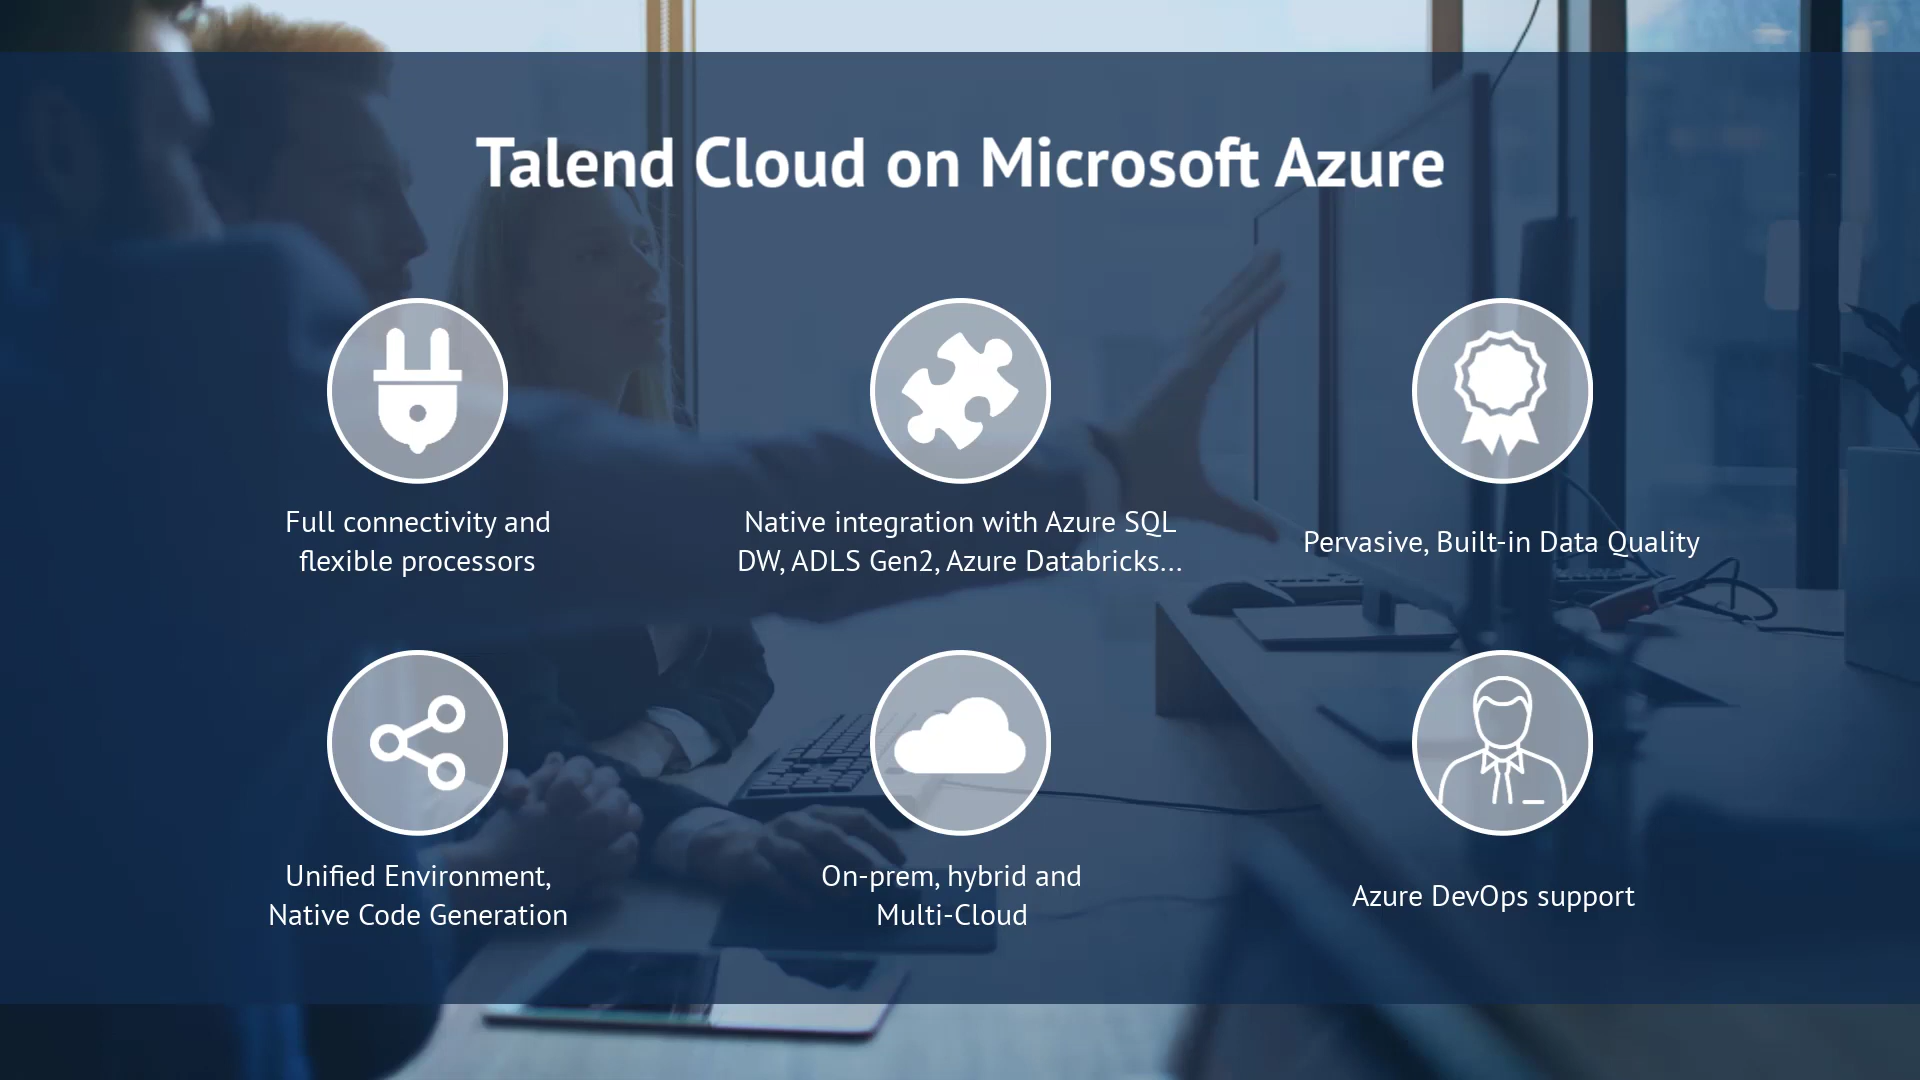 Talend Cloud on Microsoft Azure
Full connectivity and
flexible processors
Native integration with Azure SQL
DW, ADLS Gen2, Azure Databricks...
Pervasive, Built-in Data Quality
Unified Environment,
Native Code Generation
On-prem, hybrid and
Multi-Cloud
Azure DevOps support